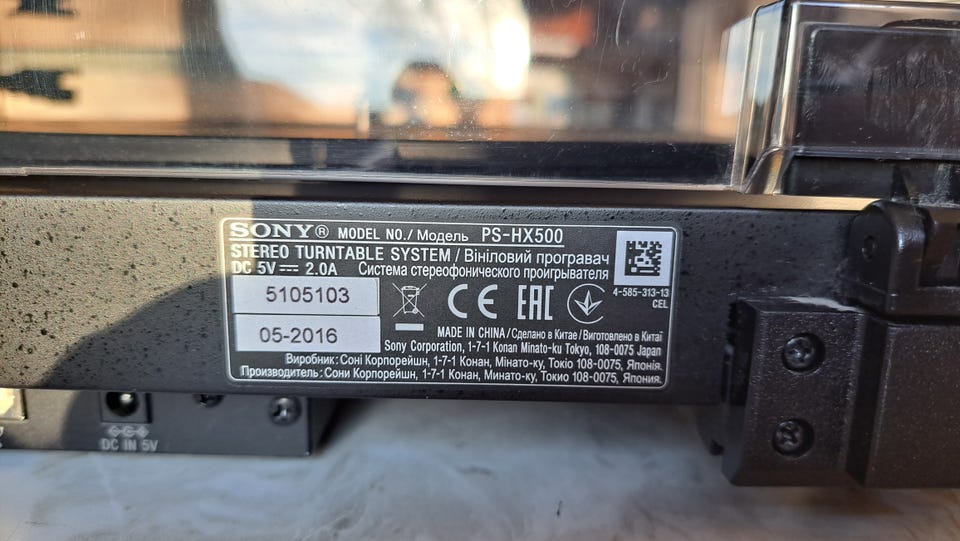 SONY® MODEL NO./Модель PS-HX500
STEREO TURNTABLE SYSTEM/Вініловий програвач
DC 5V 2.0A Система стереофонического проигрывателя
5105103
05-2016
CE EAC
4-585-313-13
CEL
MADE IN CHINA/Сделано в Китае/Виготовлено в Китаї
Sony Corporation, 1-7-1 Konan Minato-ku Tokyo, 108-0075 Japan
Виробник: Соні Корпорейшн, 1-7-1 Конан, Мінато-ку, Токіо 108-0075, Японія.
Производитель: Сони Корпорейшн, 1-7-1 Конан, Минато-ку, Токио 108-0075, Япония.
DC IN 5V